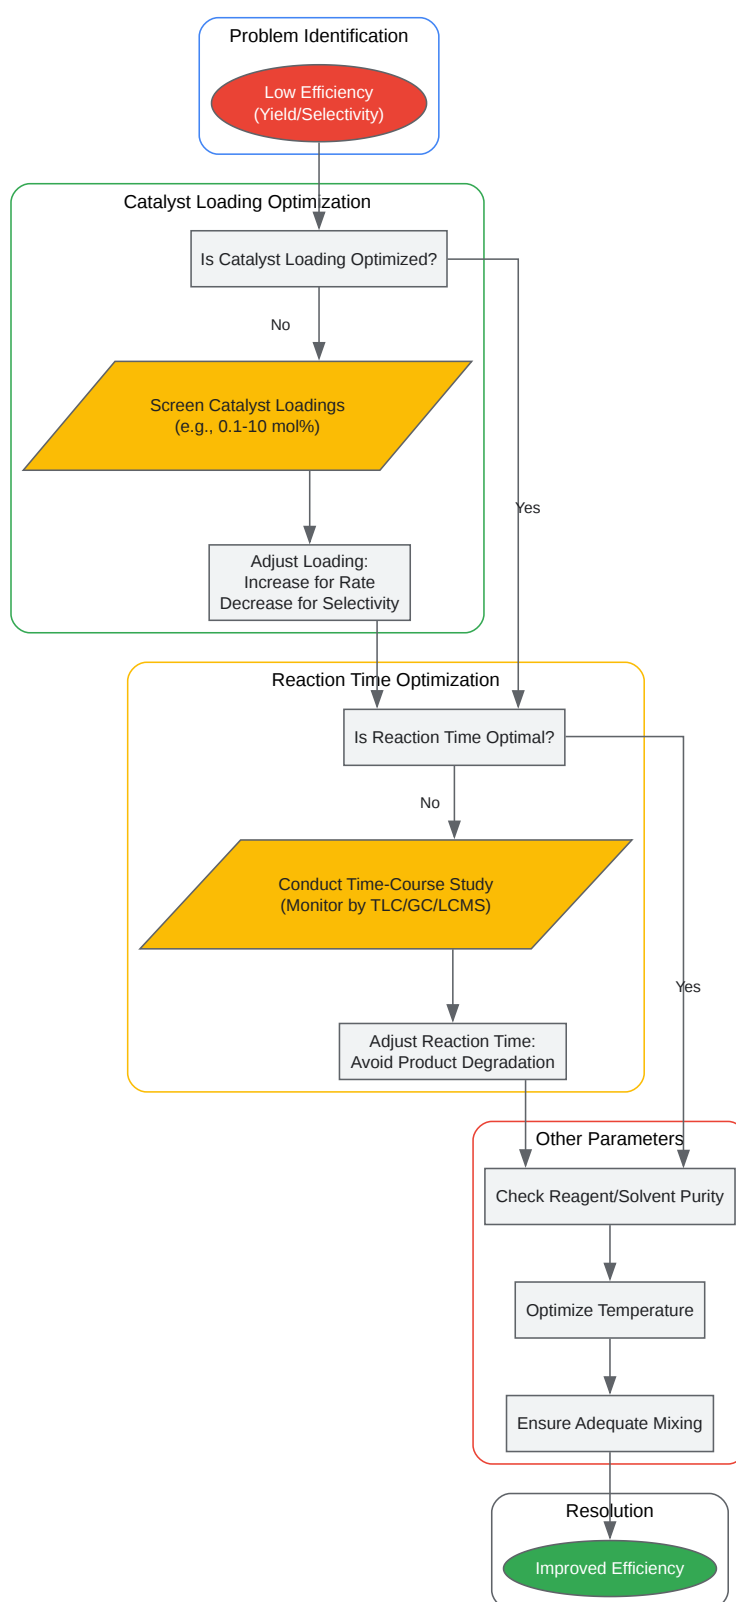 Problem Identification
Low Efficiency
(Yield/Selectivity)
Catalyst Loading Optimization
Is Catalyst Loading Optimized?
No
Screen Catalyst Loadings
(e.g., 0.1-10 mol%)
Yes
Adjust Loading:
Increase for Rate
Decrease for Selectivity
Reaction Time Optimization
Is Reaction Time Optimal?
No
Conduct Time-Course Study
(Monitor by TLC/GC/LCMS)
Yes
Adjust Reaction Time:
Avoid Product Degradation
Other Parameters
Check Reagent/Solvent Purity
Optimize Temperature
Ensure Adequate Mixing
Resolution
Improved Efficiency